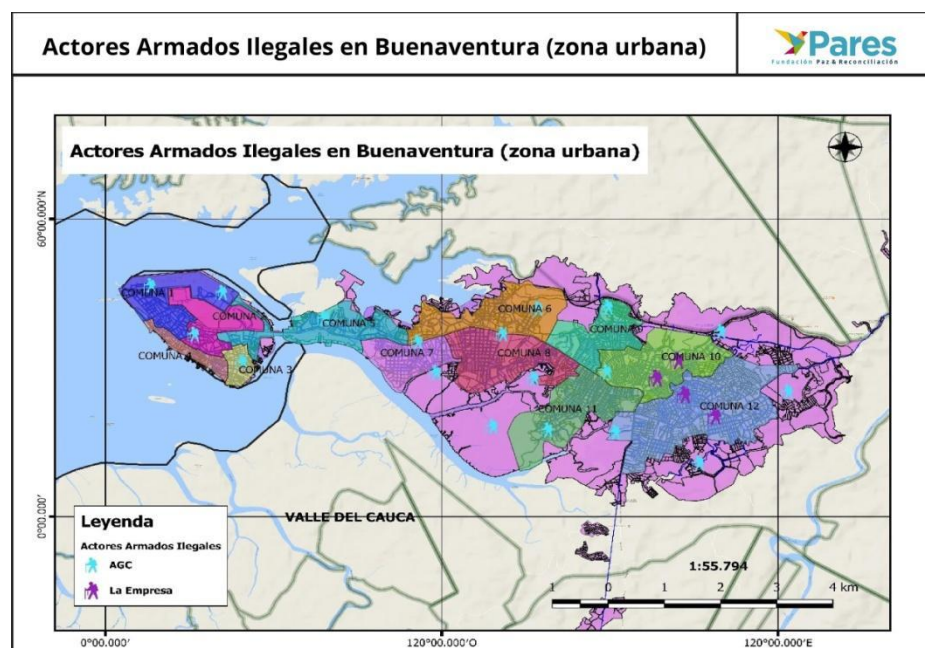 Actores Armados Ilegales en Buenaventura (zona urbana)
Pares
Fundación Paz & Reconciliación
Actores Armados Ilegales en Buenaventura (zona urbana)
60°00.000'N
COMUNA 1
COMUNA 2
COMUNA 5
COMUNA 6
COMUNA 4
COMUNA 3
COMUNA 7
COMUNA 8
COMUNA 10
COMUNA 11
COMUNA 12
0°00.000'
VALLE DEL CAUCA
Leyenda
Actores Armados Ilegales
AGC
La Empresa
1:55.794
1 0 1 2 3 4 km
0°00.000'
120°00.000'O
120°00.000'E